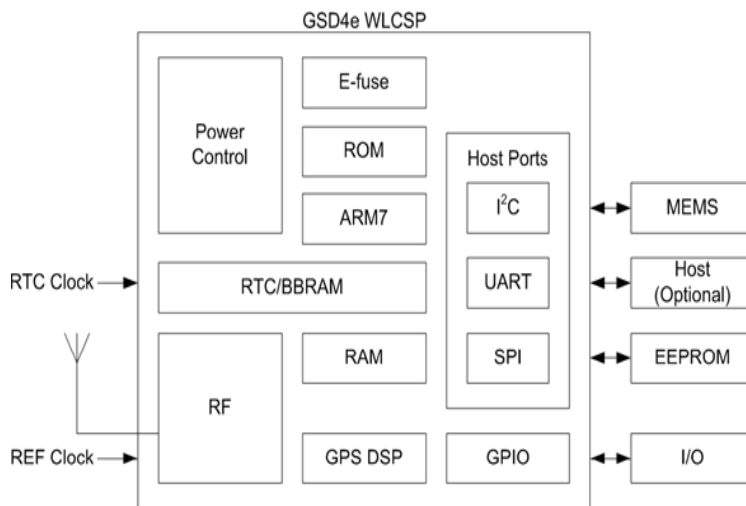 GSD4e WLCSP
E-fuse
Power
Control
ROM
Host Ports
ARM7
I²C
MEMS
RTC Clock
RTC/BBRAM
UART
Host
(Optional)
RAM
SPI
EEPROM
RF
REF Clock
GPS DSP
GPIO
I/O